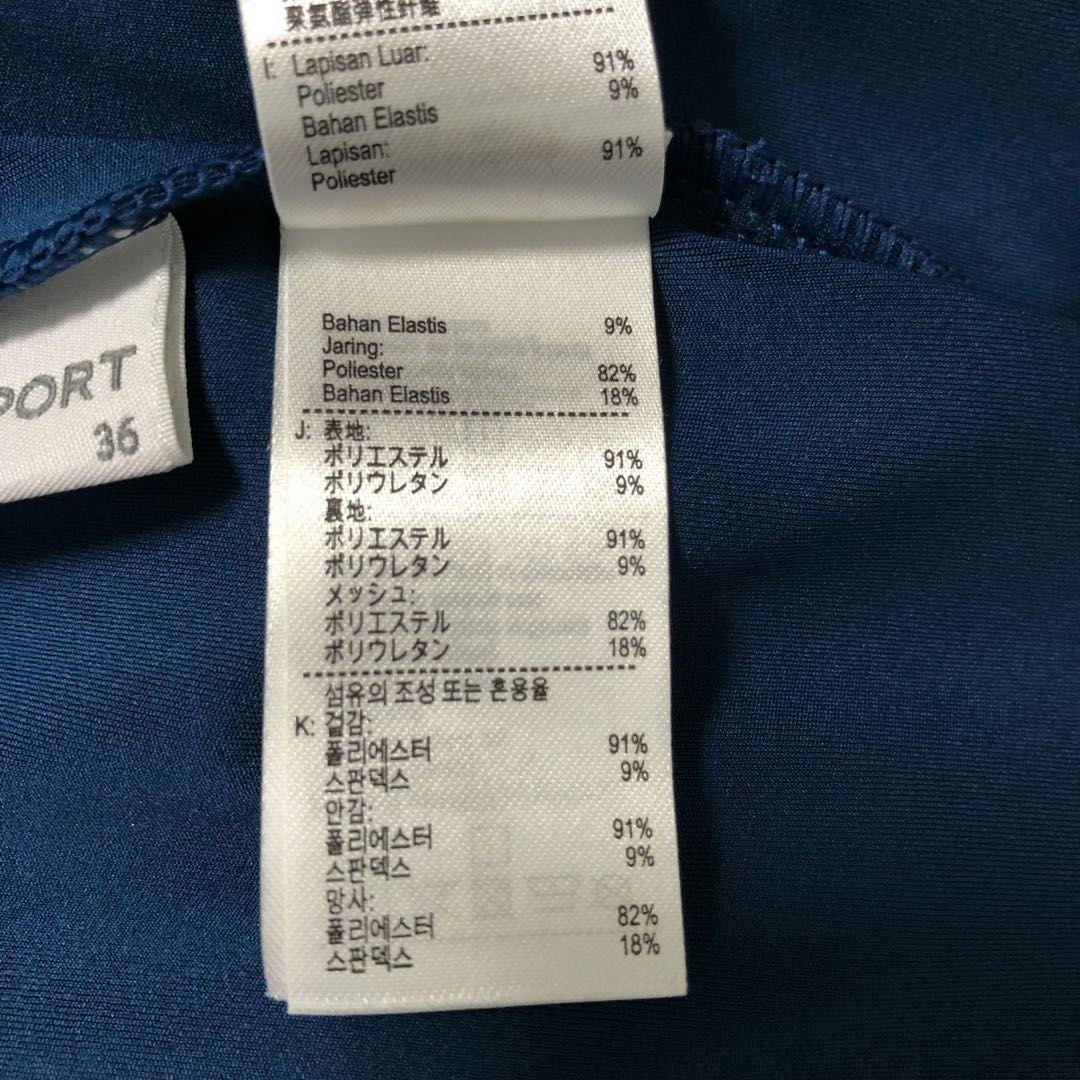 聚氨酯弹性纤维
I: Lapisan Luar:
Poliester 91%
Bahan Elastis 9%
Lapisan:
Poliester 91%
Bahan Elastis 9%
Jaring:
Poliester 82%
Bahan Elastis 18%
J: 表地:
ポリエステル 91%
ポリウレタン 9%
裏地:
ポリエステル 91%
ポリウレタン 9%
メッシュ:
ポリエステル 82%
ポリウレタン 18%
섬유의 조성 또는 혼용율
K: 겉감:
폴리에스터 91%
스판덱스 9%
안감:
폴리에스터 91%
스판덱스 9%
망사:
폴리에스터 82%
스판덱스 18%
PORT
36